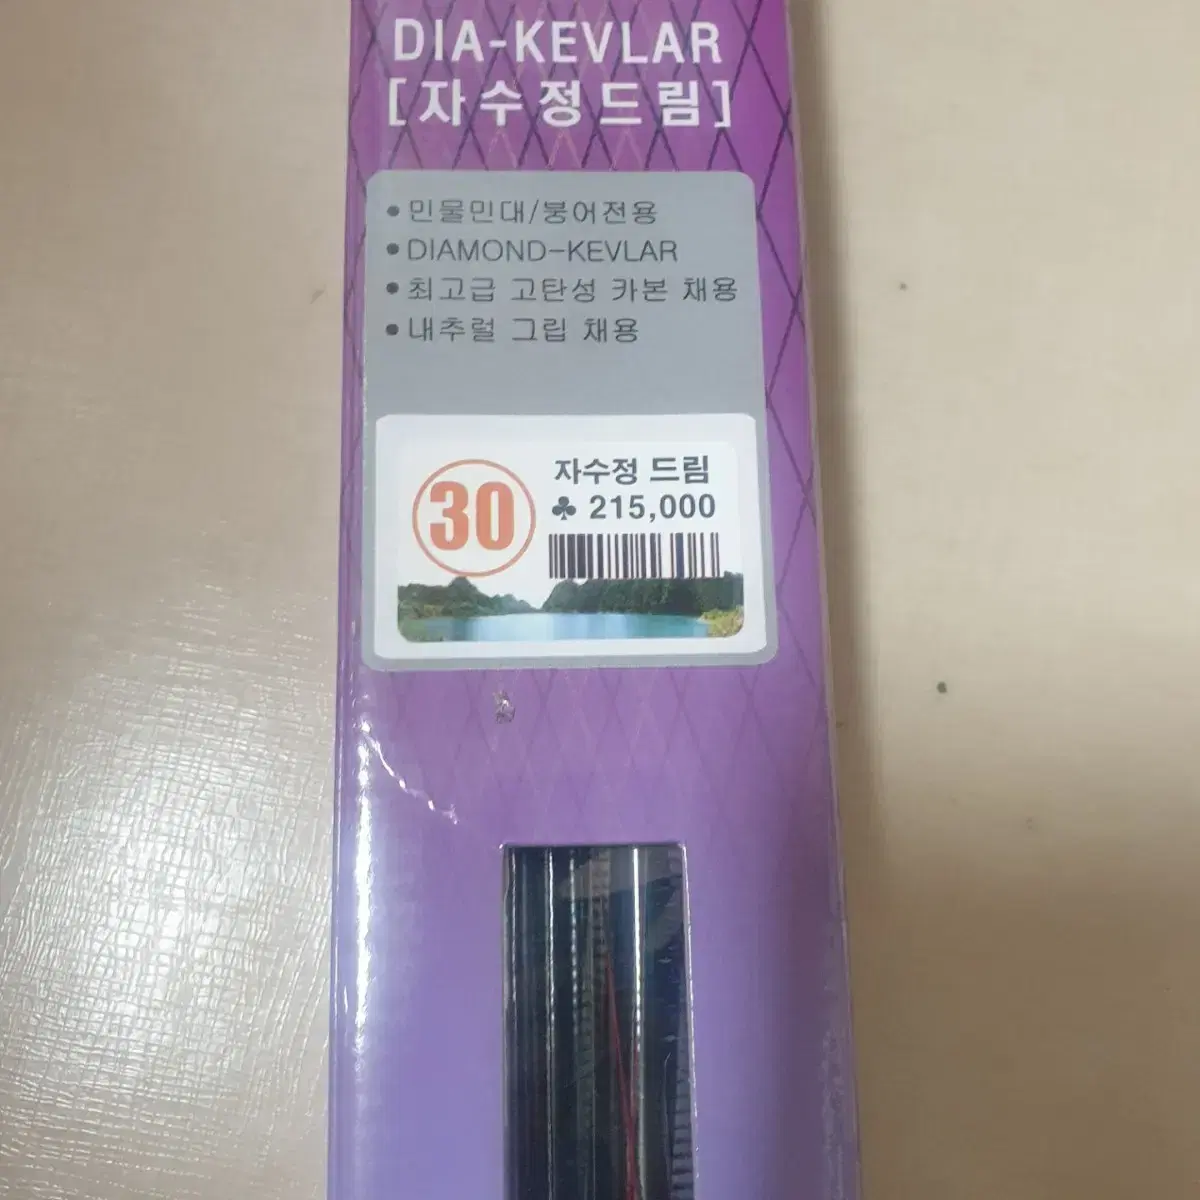 DIA-KEVLAR
[자수정드림]
• 민물민대/붕어전용
• DIAMOND-KEVLAR
• 최고급 고탄성 카본 채용
• 내추럴 그립 채용
30
자수정 드림
♣ 215,000